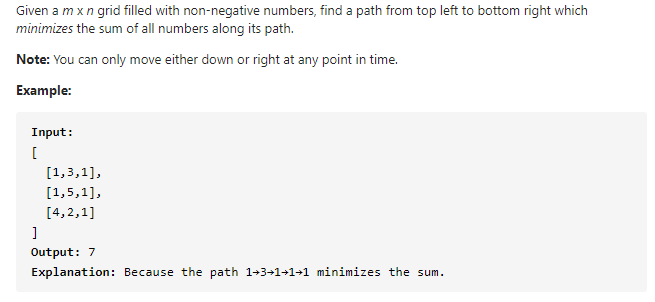 Given a m x n grid filled with non-negative numbers, find a path from top left to bottom right which
minimizes the sum of all numbers along its path.
Note: You can only move either down or right at any point in time.
Example:
Input:
[
  [1,3,1],
  [1,5,1],
  [4,2,1]
]
Output: 7
Explanation: Because the path 1→3→1→1→1 minimizes the sum.